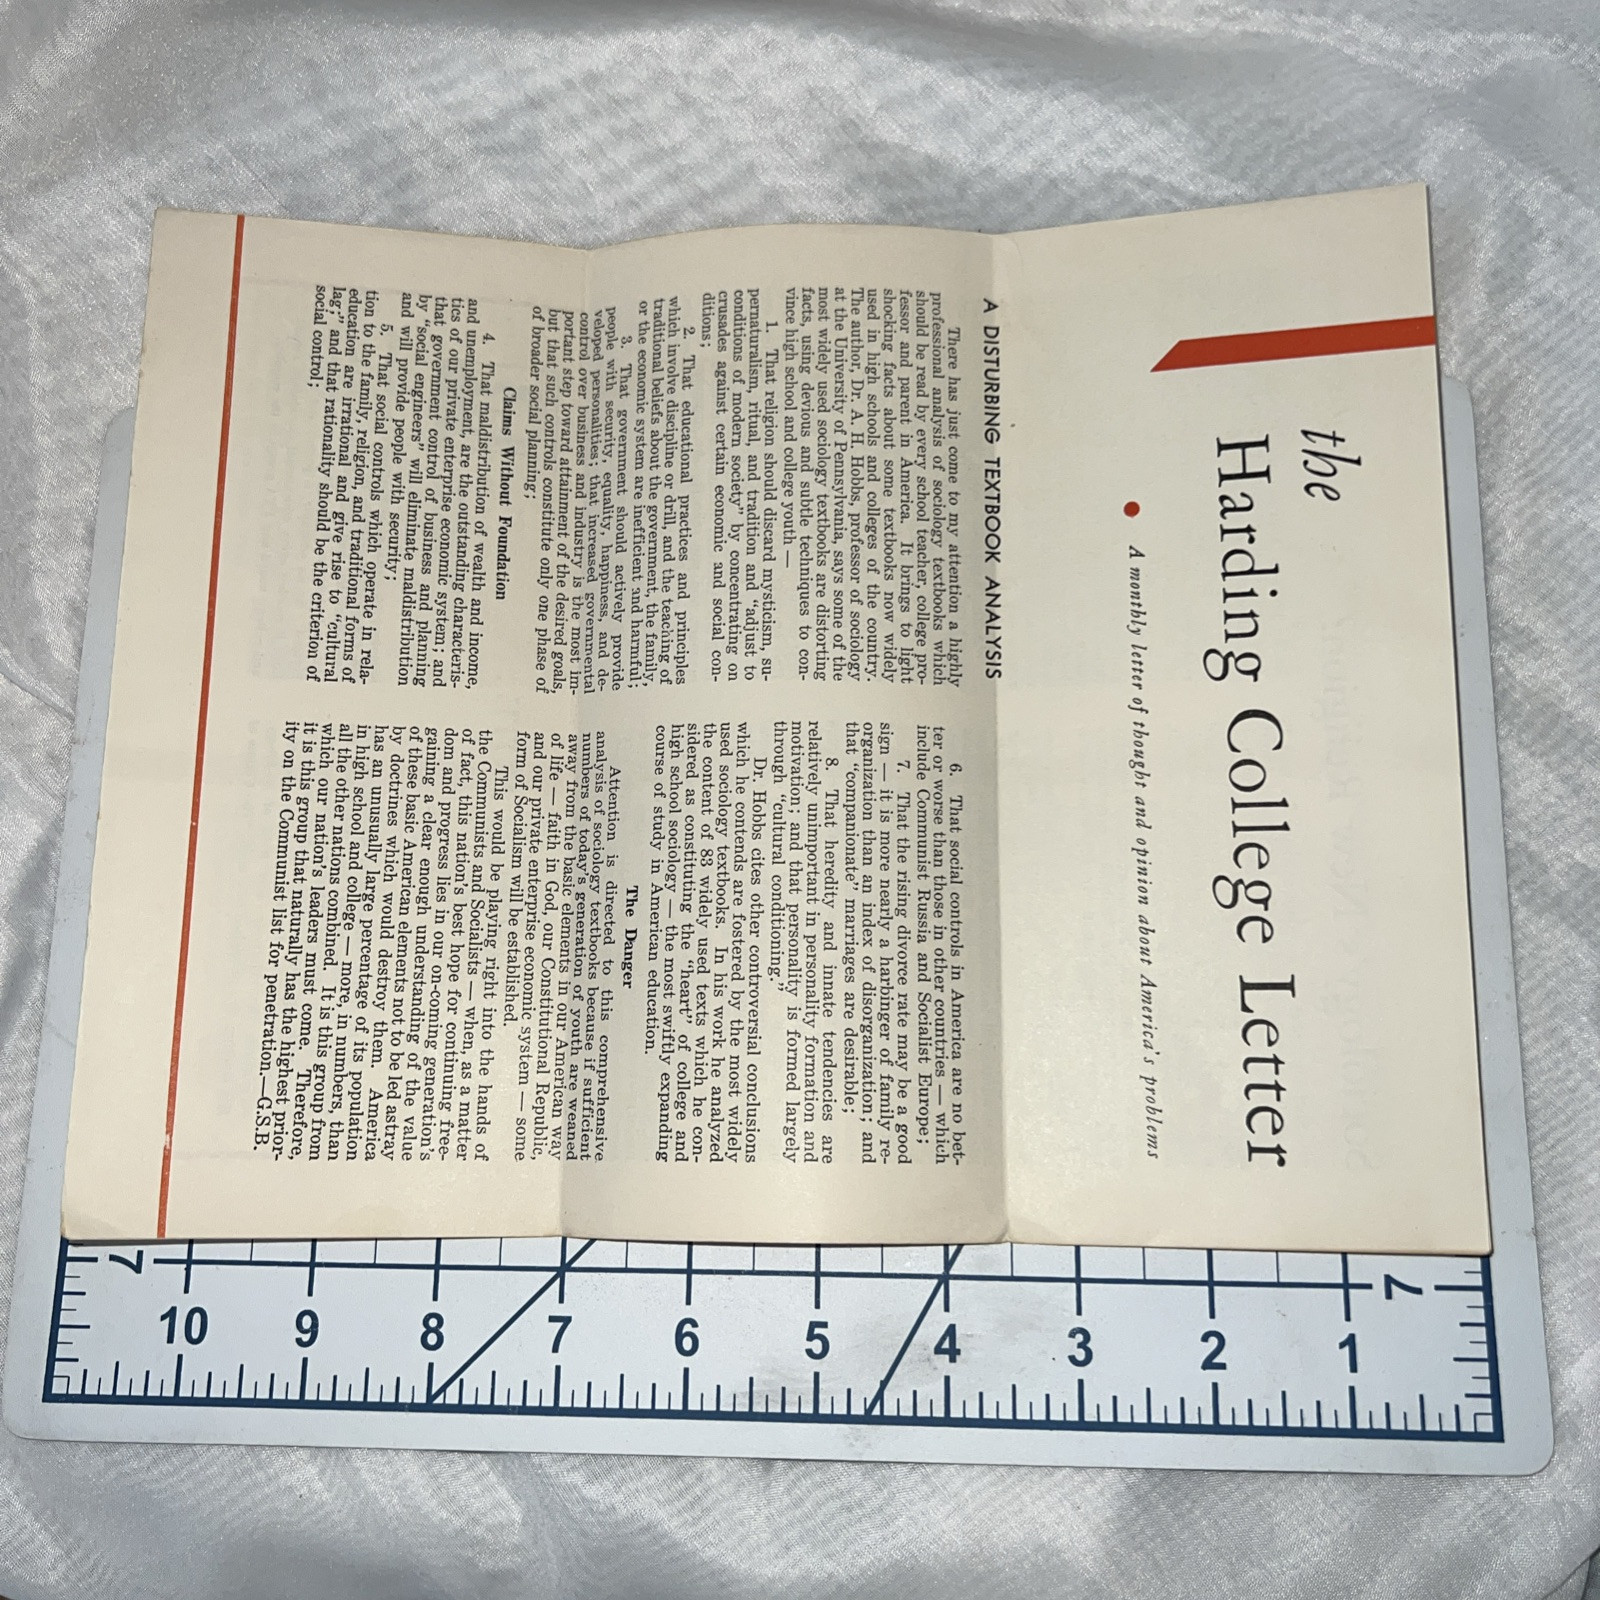 the
Harding College Letter
● A monthly letter of thought and opinion about America's problems
A DISTURBING TEXTBOOK ANALYSIS
There has just come to my attention a highly
professional analysis of sociology textbooks which
should be read by every school teacher, college pro-
fessor and parent in America. It brings to light
shocking facts about some textbooks now widely
used in high schools and colleges of the country.
The author, Dr. A. H. Hobbs, professor of sociology
at the University of Pennsylvania, says some of the
most widely used sociology textbooks are distorting
facts, using devious and subtle techniques to con-
vince high school and college youth —
1. That religion should discard mysticism, su-
pernaturalism, ritual, and tradition and "adjust to
conditions of modern society" by concentrating on
crusades against certain economic and social con-
ditions;
2. That educational practices and principles
which involve discipline or drill, and the teaching of
traditional beliefs about the government, the family,
or the economic system are inefficient and harmful;
3. That government should actively provide
people with security, equality, happiness, and de-
veloped personalities; that increased governmental
control over business and industry is the most im-
portant step toward attainment of the desired goals,
but that such controls constitute only one phase of
of broader social planning;
Claims Without Foundation
4. That maldistribution of wealth and income,
and unemployment, are the outstanding characteris-
tics of our private enterprise economic system; and
that government control of business and planning
by "social engineers" will eliminate maldistribution
and will provide people with security;
5. That social controls which operate in rela-
tion to the family, religion, and traditional forms of
education are irrational and give rise to "cultural
lag;" and that rationality should be the criterion of
social control;
6. That social controls in America are no bet-
ter or worse than those in other countries — which
include Communist Russia and Socialist Europe;
7. That the rising divorce rate may be a good
sign — it is more nearly a harbinger of family re-
organization than an index of disorganization; and
that "companionate" marriages are desirable;
8. That heredity and innate tendencies are
relatively unimportant in personality formation and
motivation; and that personality is formed largely
through "cultural conditioning."
Dr. Hobbs cites other controversial conclusions
which he contends are fostered by the most widely
used sociology textbooks. In his work he analyzed
the content of 83 widely used texts which he con-
sidered as constituting the "heart" of college and
high school sociology — the most swiftly expanding
course of study in American education.
The Danger
Attention is directed to this comprehensive
analysis of sociology textbooks because if sufficient
numbers of today's generation of youth are weaned
away from the basic elements in our American way
of life — faith in God, our Constitutional Republic,
and our private enterprise economic system — some
form of Socialism will be established.
This would be playing right into the hands of
the Communists and Socialists — when, as a matter
of fact, this nation's best hope for continuing free-
dom and progress lies in our on-coming generation's
gaining a clear enough understanding of the value
of these basic American elements not to be led astray
by doctrines which would destroy them. America
has an unusually large percentage of its population
in high school and college — more, in numbers, than
all the other nations combined. It is this group from
which our nation's leaders must come. Therefore,
it is this group that naturally has the highest prior-
ity on the Communist list for penetration.—G.S.B.
7
7
10 9 8 7 6 5 4 3 2 1